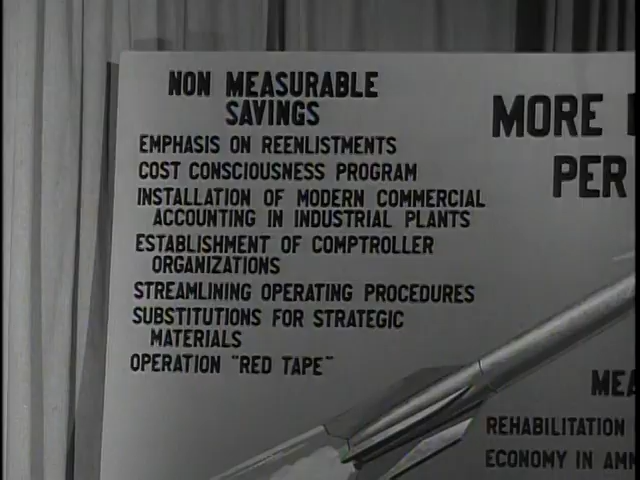 NON MEASURABLE
SAVINGS
EMPHASIS ON REENLISTMENTS
COST CONSCIOUSNESS PROGRAM
INSTALLATION OF MODERN COMMERCIAL
ACCOUNTING IN INDUSTRIAL PLANTS
ESTABLISHMENT OF COMPTROLLER
ORGANIZATIONS
STREAMLINING OPERATING PROCEDURES
SUBSTITUTIONS FOR STRATEGIC
MATERIALS
OPERATION "RED TAPE"
MORE
PER
REHABILITATION
ECONOMY IN